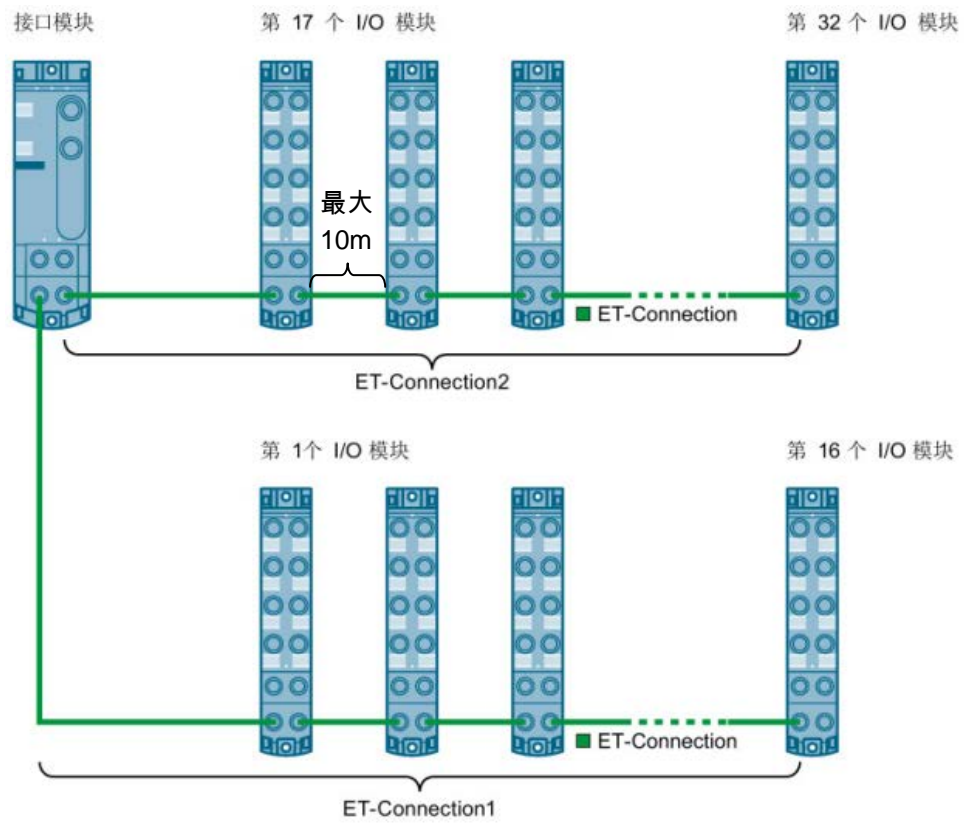 接口模块
第 17 个 I/O 模块
第 32 个 I/O 模块
最大
10m
ET-Connection
ET-Connection2
第 1个 I/O 模块
第 16 个 I/O 模块
ET-Connection
ET-Connection1